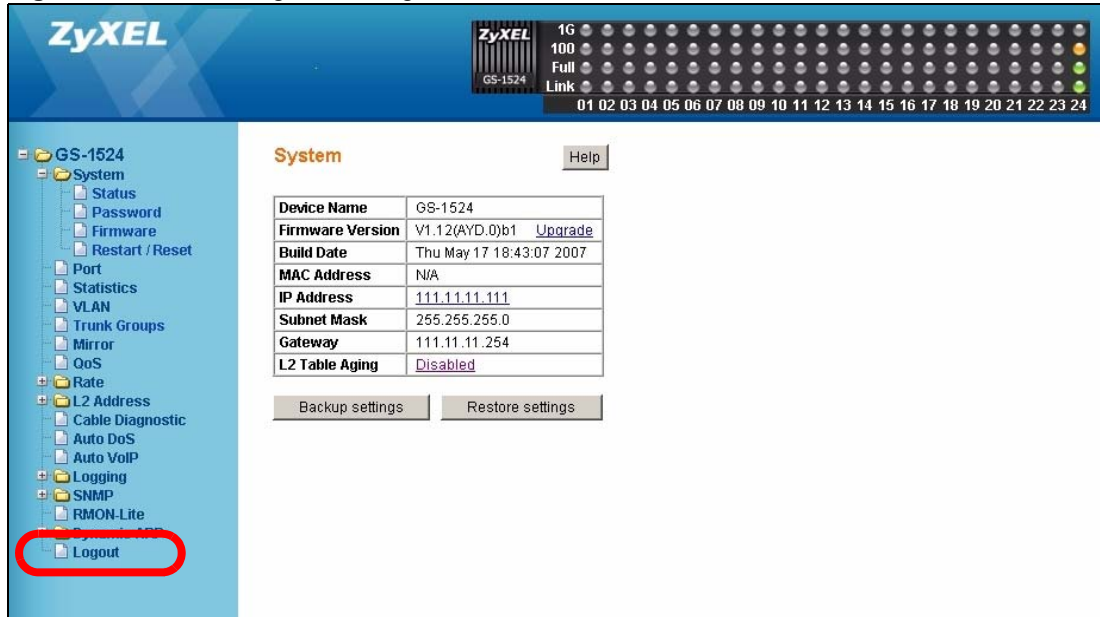 ZyXEL
ZyXEL
GS-1524
1G
100
Full
Link
01 02 03 04 05 06 07 08 09 10 11 12 13 14 15 16 17 18 19 20 21 22 23 24
GS-1524
System
Status
Password
Firmware
Restart / Reset
Port
Statistics
VLAN
Trunk Groups
Mirror
QoS
Rate
L2 Address
Cable Diagnostic
Auto DoS
Auto VoIP
Logging
SNMP
RMON-Lite
Logout
System
Help
Device Name GS-1524
Firmware Version V1.12(AYD.0)b1 Upgrade
Build Date Thu May 17 18:43:07 2007
MAC Address N/A
IP Address 111.11.11.111
Subnet Mask 255.255.255.0
Gateway 111.11.11.254
L2 Table Aging Disabled
Backup settings Restore settings